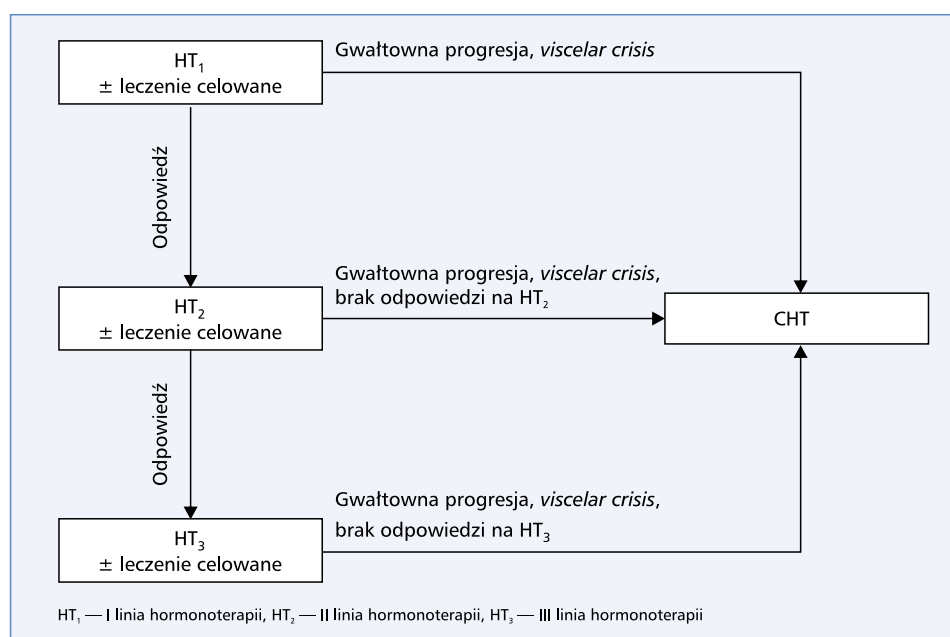 HT₁
± leczenie celowane
Gwałtowna progresja, viscelar crisis
Odpowiedź
HT₂
± leczenie celowane
Gwałtowna progresja, viscelar crisis,
brak odpowiedzi na HT₂
CHT
Odpowiedź
HT₃
± leczenie celowane
Gwałtowna progresja, viscelar crisis,
brak odpowiedzi na HT₃
HT₁ — I linia hormonoterapii, HT₂ — II linia hormonoterapii, HT₃ — III linia hormonoterapii